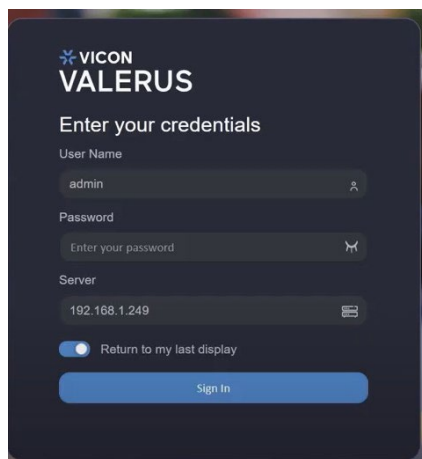 VICON
VALERUS
Enter your credentials
User Name
admin
Password
Enter your password
Server
192.168.1.249
Return to my last display
Sign In